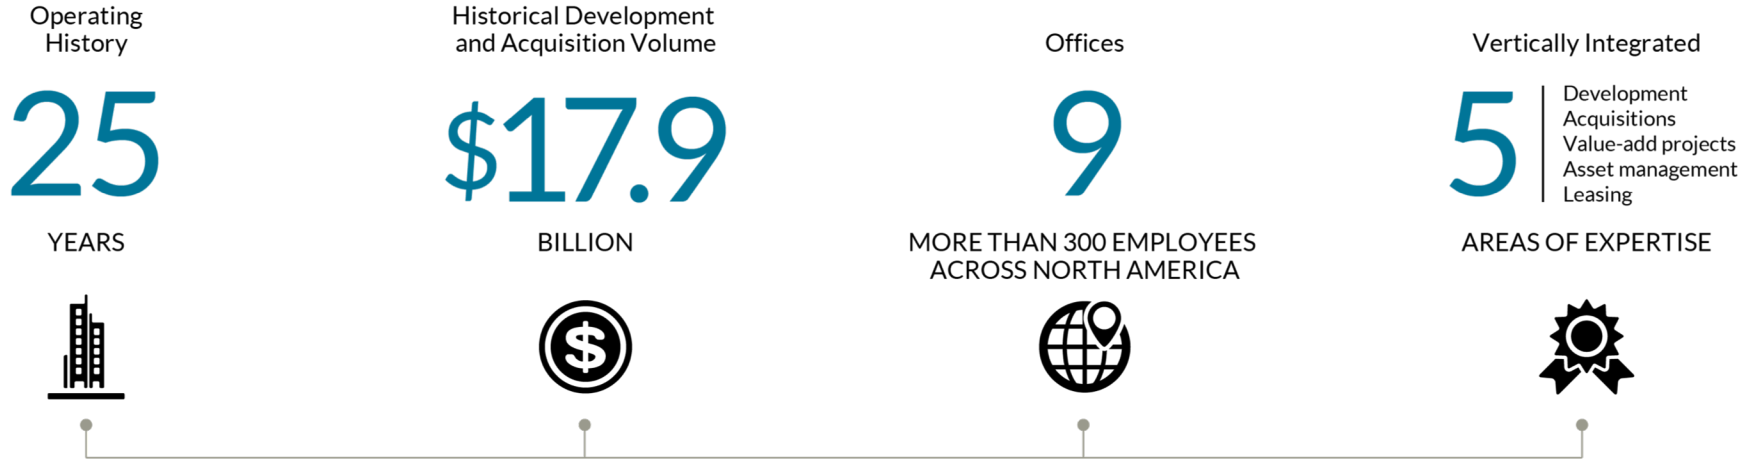 Operating
History
25
YEARS
Historical Development
and Acquisition Volume
$17.9
BILLION
Offices
9
MORE THAN 300 EMPLOYEES
ACROSS NORTH AMERICA
Vertically Integrated
5
Development
Acquisitions
Value-add projects
Asset management
Leasing
AREAS OF EXPERTISE
$